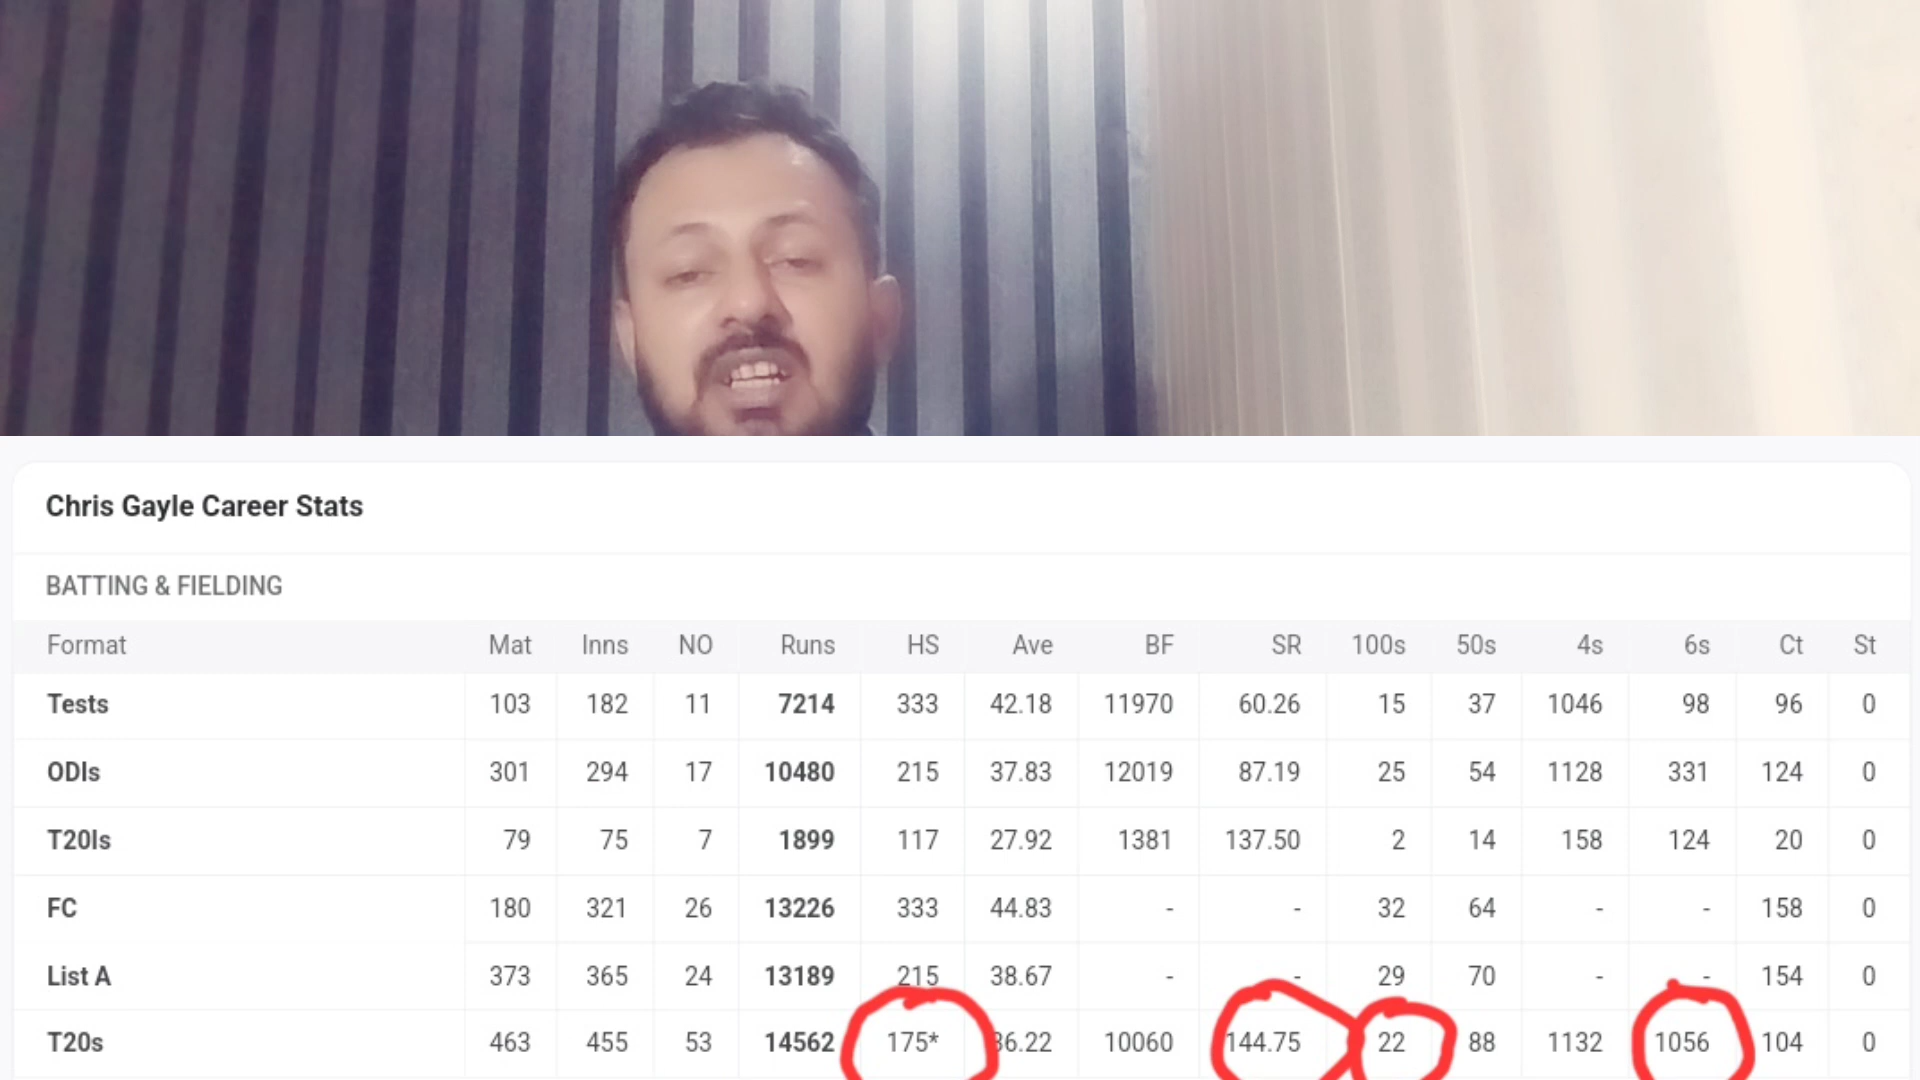 Chris Gayle Career Stats
BATTING & FIELDING
Format Mat Inns NO Runs HS Ave BF SR 100s 50s 4s 6s Ct St
Tests 103 182 11 7214 333 42.18 11970 60.26 15 37 1046 98 96 0
ODIs 301 294 17 10480 215 37.83 12019 87.19 25 54 1128 331 124 0
T20Is 79 75 7 1899 117 27.92 1381 137.50 2 14 158 124 20 0
FC 180 321 26 13226 333 44.83 - - 32 64 - - 158 0
List A 373 365 24 13189 215 38.67 - - 29 70 - - 154 0
T20s 463 455 53 14562 175* 36.22 10060 144.75 22 88 1132 1056 104 0